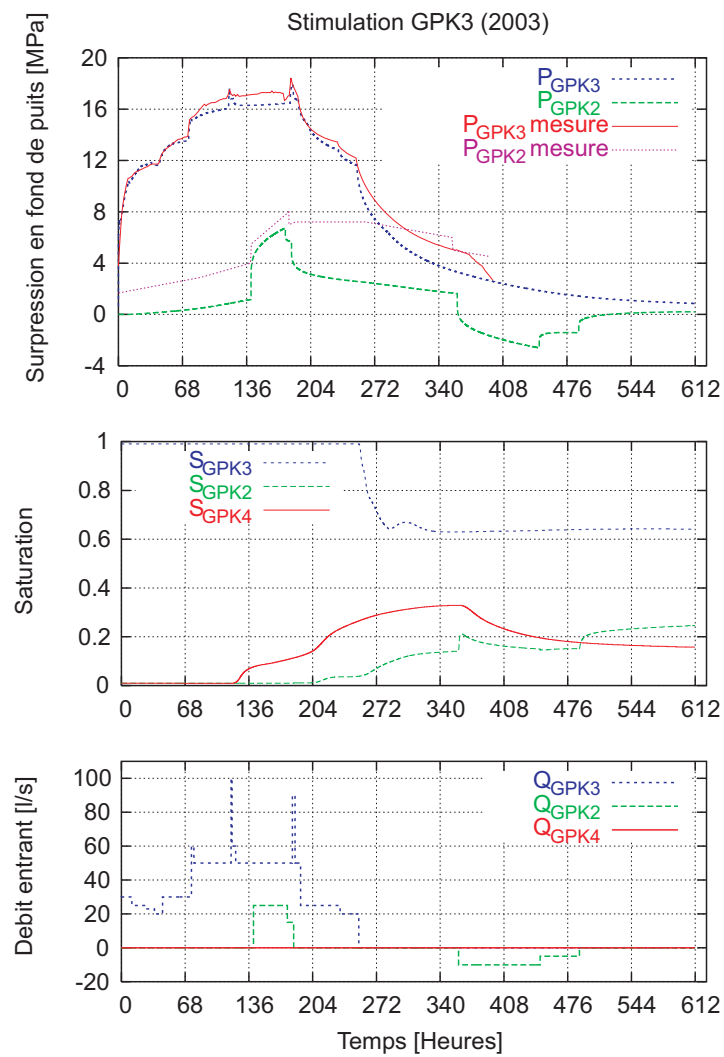 Stimulation GPK3 (2003)
Surpression en fond de puits [MPa]
20
16
12
8
4
0
-4
P_GPK3
P_GPK2
P_GPK3 mesure
P_GPK2 mesure
0 68 136 204 272 340 408 476 544 612
Saturation
1
0.8
0.6
0.4
0.2
0
S_GPK3
S_GPK2
S_GPK4
0 68 136 204 272 340 408 476 544 612
Debit entrant [l/s]
100
80
60
40
20
0
-20
Q_GPK3
Q_GPK2
Q_GPK4
0 68 136 204 272 340 408 476 544 612
Temps [Heures]